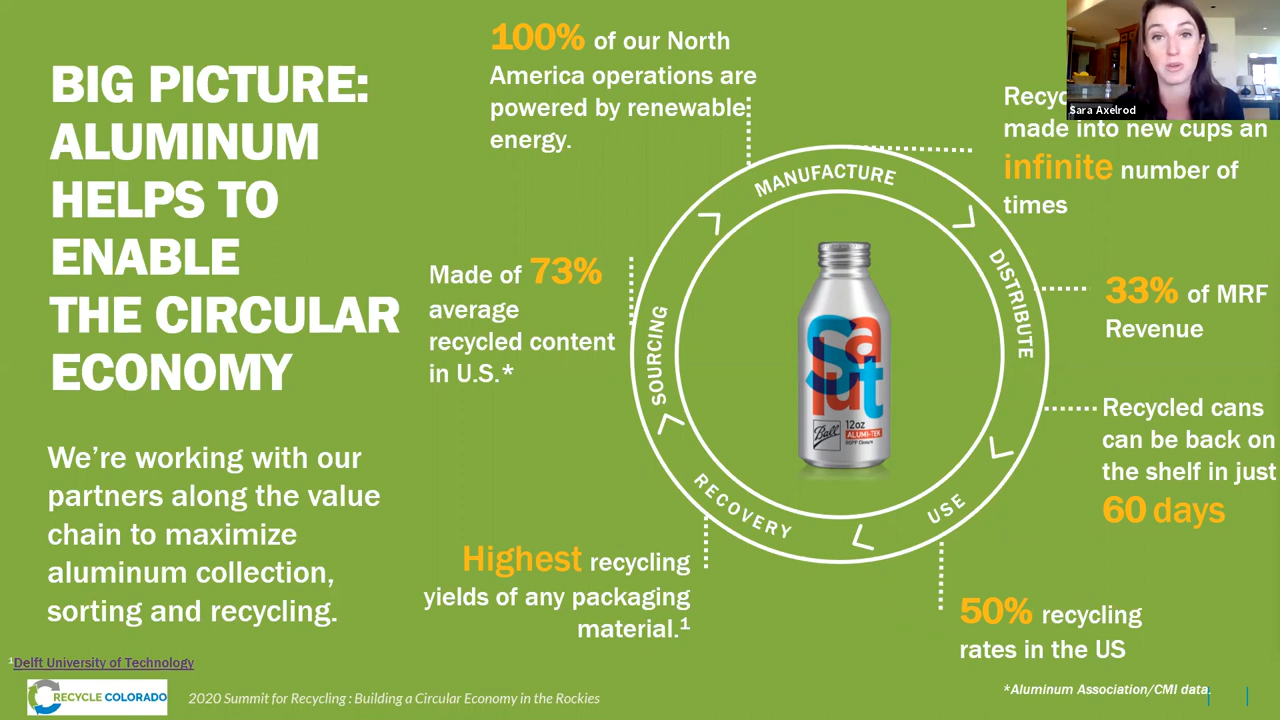 BIG PICTURE:
ALUMINUM
HELPS TO
ENABLE
THE CIRCULAR
ECONOMY
We’re working with our
partners along the value
chain to maximize
aluminum collection,
sorting and recycling.
100% of our North
America operations are
powered by renewable
energy.
Made of 73%
average
recycled content
in U.S.*
Highest recycling
yields of any packaging
material.1
MANUFACTURE
DISTRIBUTE
USE
RECOVERY
SOURCING
Salut
Ball
12oz
ALUMI-TEK
Sara Axelrod
made into new cups an
infinite number of
times
33% of MRF
Revenue
Recycled cans
can be back on
the shelf in just
60 days
50% recycling
rates in the US
1Delft University of Technology
RECYCLE COLORADO
2020 Summit for Recycling : Building a Circular Economy in the Rockies
*Aluminum Association/CMI data.